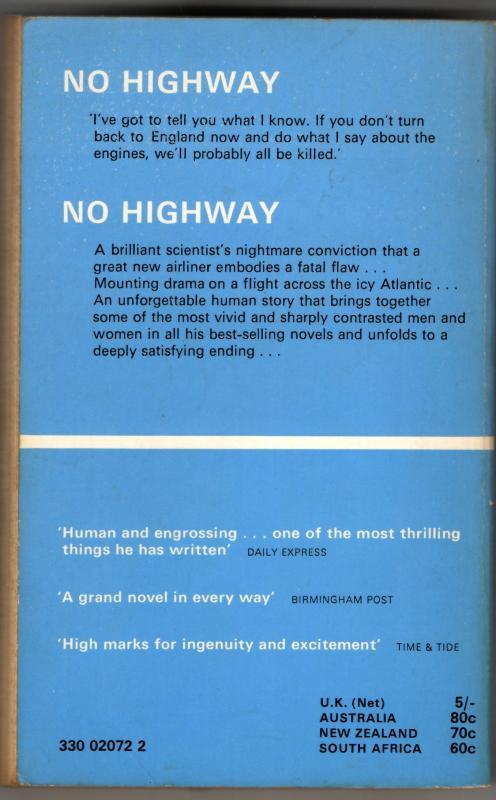 NO HIGHWAY
'I've got to tell you what I know. If you don't turn
back to England now and do what I say about the
engines, we'll probably all be killed.'
NO HIGHWAY
A brilliant scientist's nightmare conviction that a
great new airliner embodies a fatal flaw . . .
Mounting drama on a flight across the icy Atlantic . . .
An unforgettable human story that brings together
some of the most vivid and sharply contrasted men and
women in all his best-selling novels and unfolds to a
deeply satisfying ending . . .
'Human and engrossing . . . one of the most thrilling
things he has written' DAILY EXPRESS
'A grand novel in every way' BIRMINGHAM POST
'High marks for ingenuity and excitement' TIME & TIDE
U.K. (Net) 5/-
AUSTRALIA 80c
NEW ZEALAND 70c
SOUTH AFRICA 60c
330 02072 2